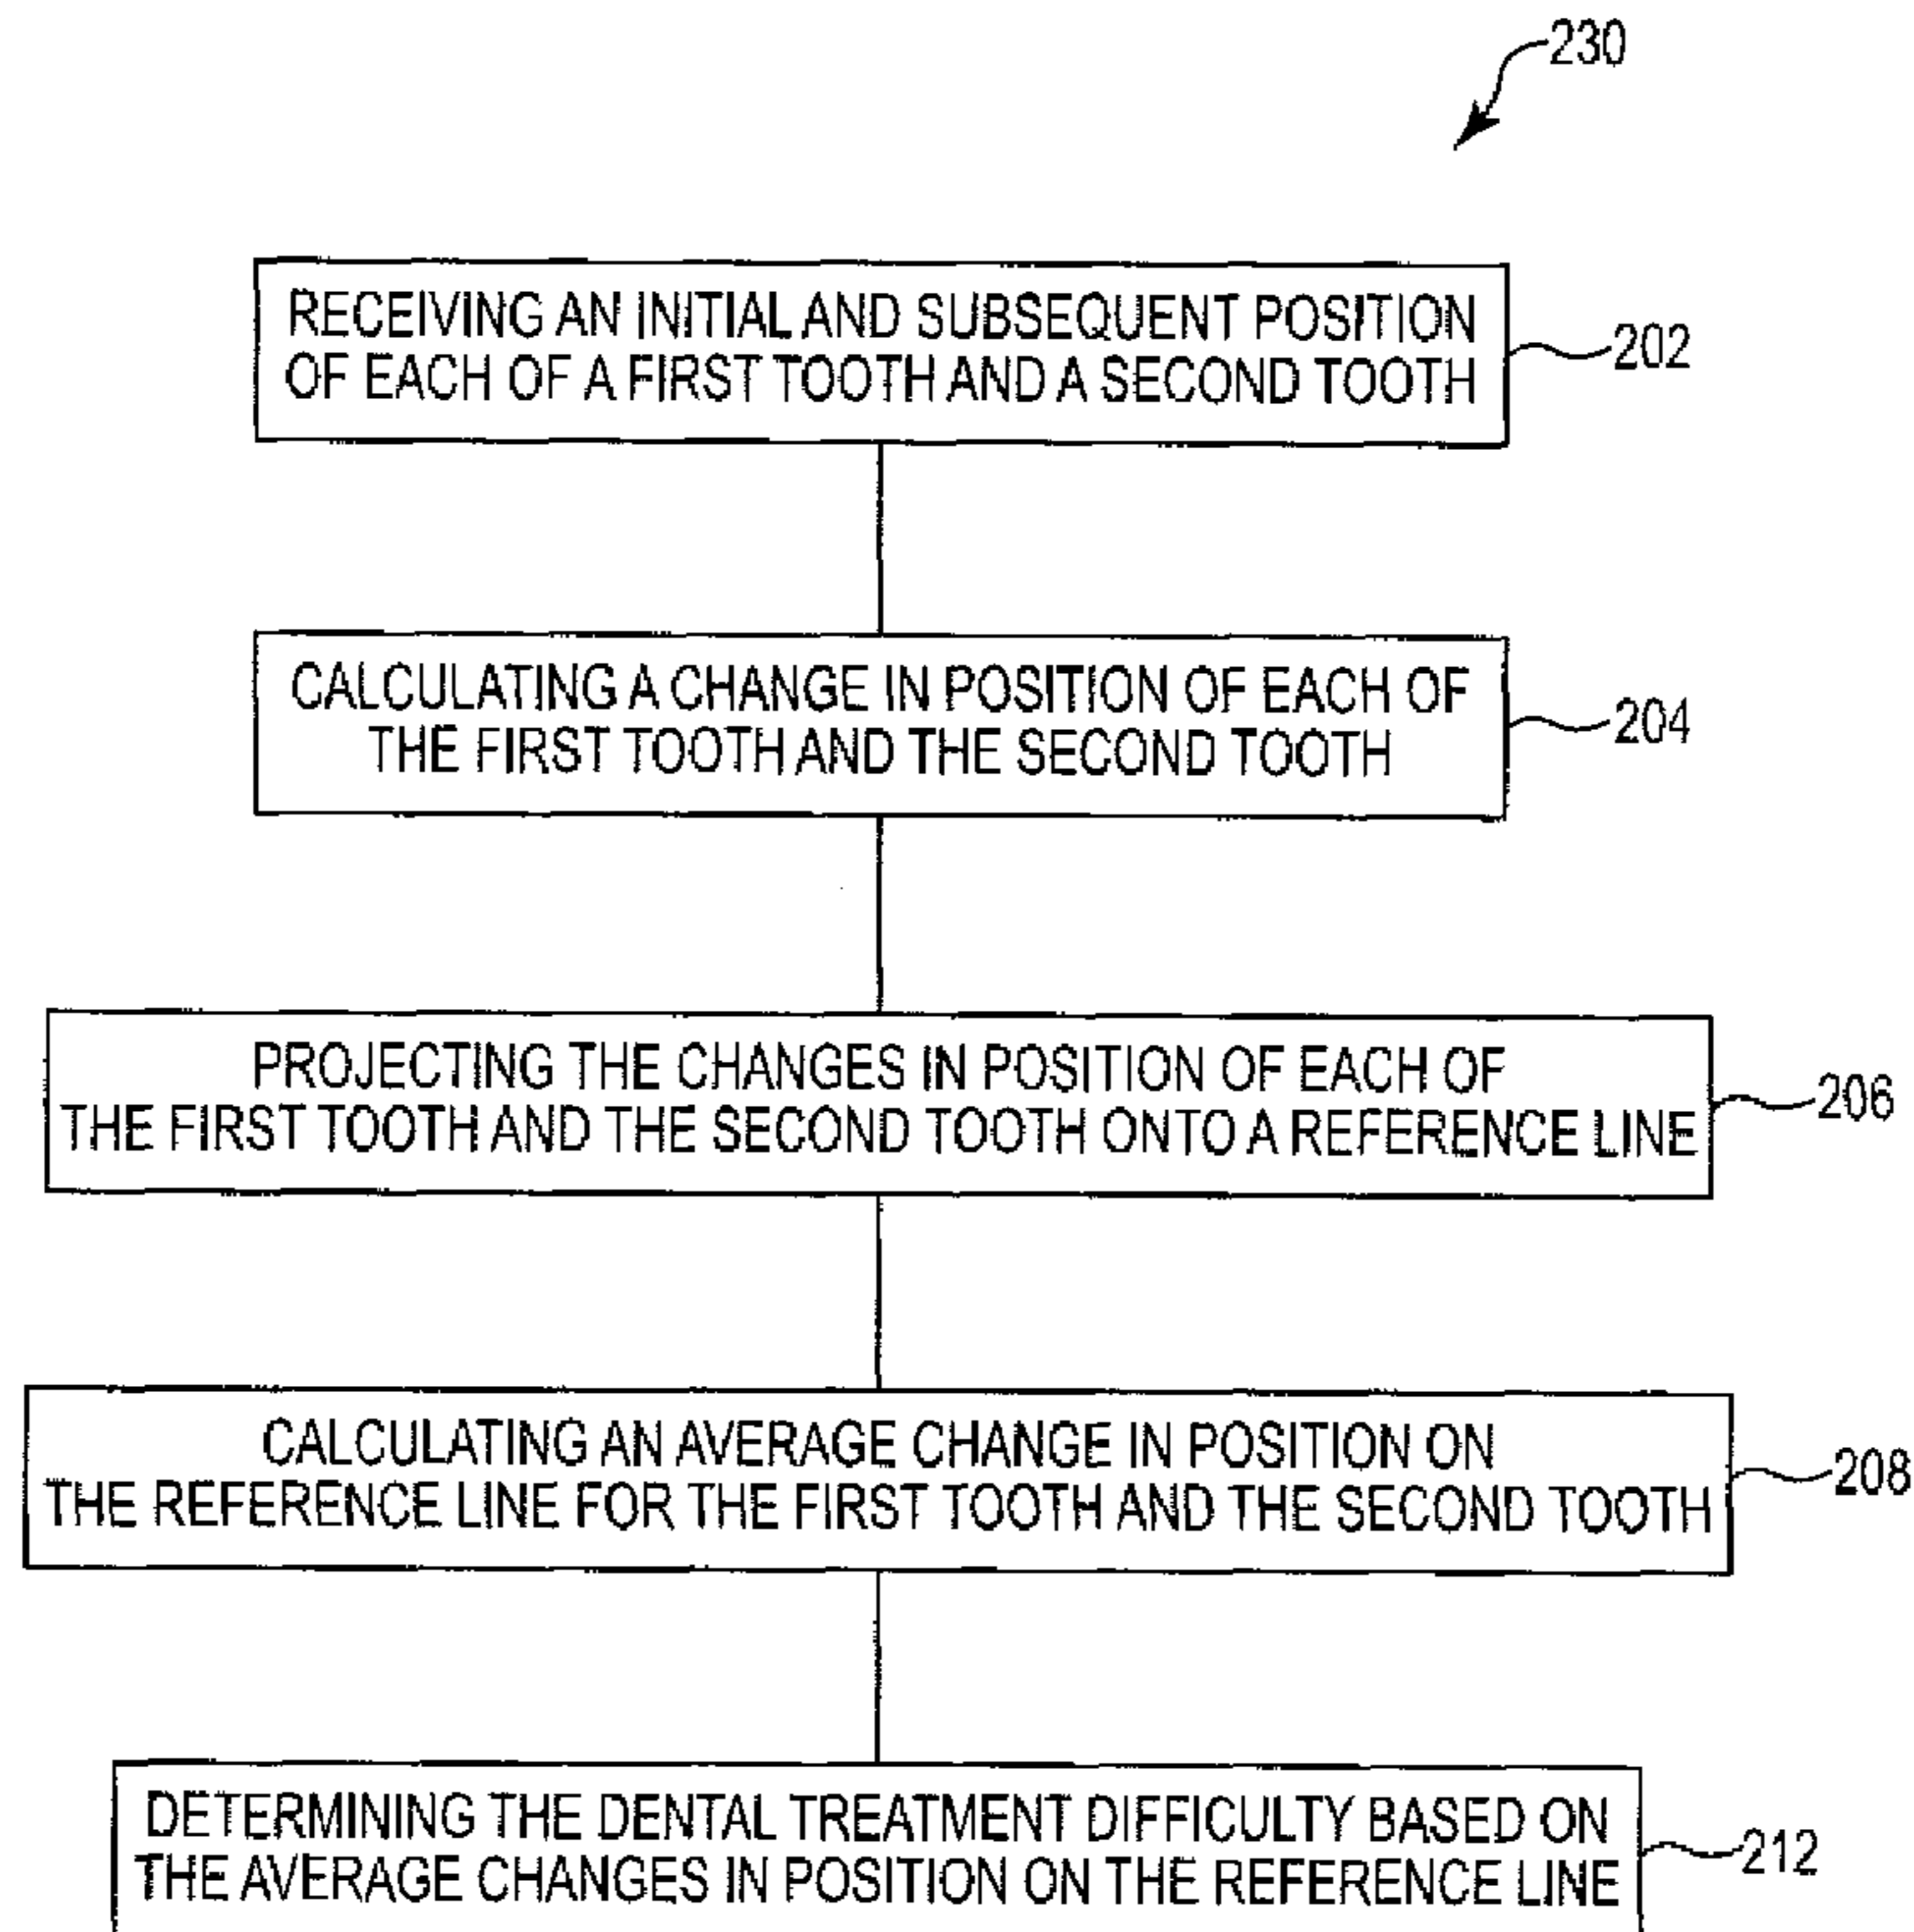 230
RECEIVING AN INITIAL AND SUBSEQUENT POSITION
OF EACH OF A FIRST TOOTH AND A SECOND TOOTH
202
CALCULATING A CHANGE IN POSITION OF EACH OF
THE FIRST TOOTH AND THE SECOND TOOTH
204
PROJECTING THE CHANGES IN POSITION OF EACH OF
THE FIRST TOOTH AND THE SECOND TOOTH ONTO A REFERENCE LINE
206
CALCULATING AN AVERAGE CHANGE IN POSITION ON
THE REFERENCE LINE FOR THE FIRST TOOTH AND THE SECOND TOOTH
208
DETERMINING THE DENTAL TREATMENT DIFFICULTY BASED ON
THE AVERAGE CHANGES IN POSITION ON THE REFERENCE LINE
212